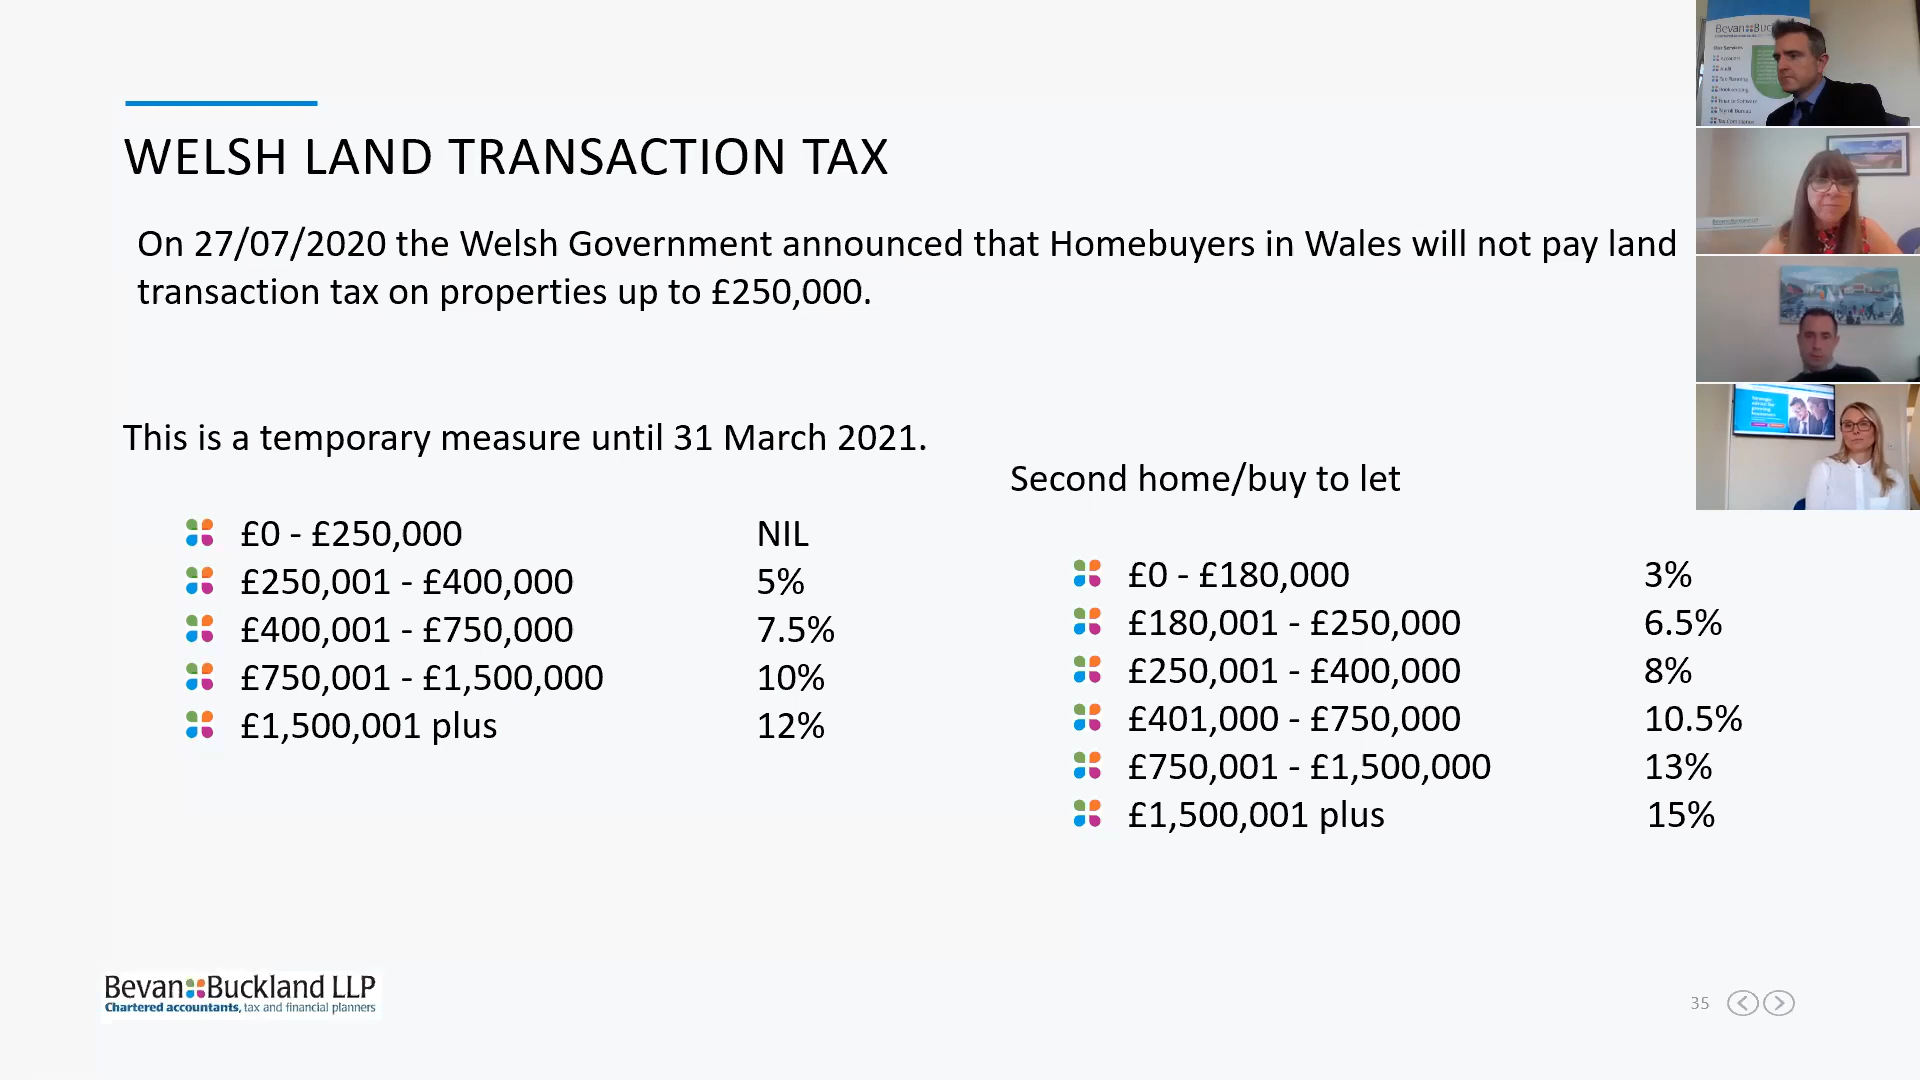 WELSH LAND TRANSACTION TAX
On 27/07/2020 the Welsh Government announced that Homebuyers in Wales will not pay land
transaction tax on properties up to £250,000.
This is a temporary measure until 31 March 2021.
£0 - £250,000 NIL
£250,001 - £400,000 5%
£400,001 - £750,000 7.5%
£750,001 - £1,500,000 10%
£1,500,001 plus 12%
Second home/buy to let
£0 - £180,000 3%
£180,001 - £250,000 6.5%
£250,001 - £400,000 8%
£401,000 - £750,000 10.5%
£750,001 - £1,500,000 13%
£1,500,001 plus 15%
Bevan Buckland LLP
Chartered accountants, tax and financial planners
35